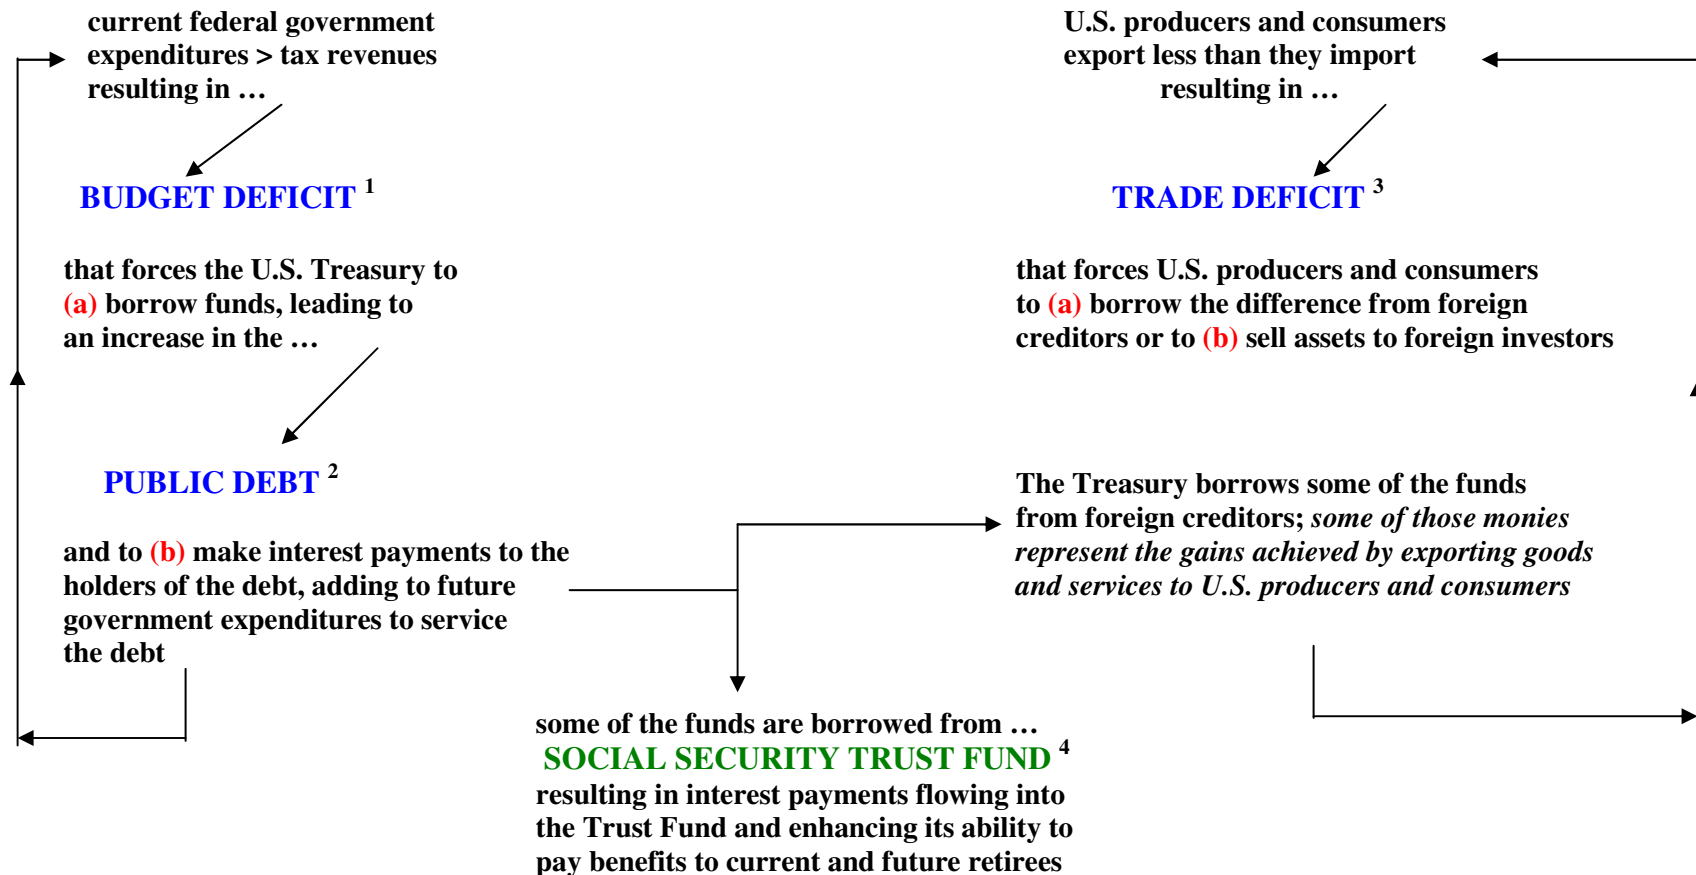 current federal government
expenditures > tax revenues
resulting in …
BUDGET DEFICIT 1
that forces the U.S. Treasury to
(a) borrow funds, leading to
an increase in the …
PUBLIC DEBT 2
and to (b) make interest payments to the
holders of the debt, adding to future
government expenditures to service
the debt
U.S. producers and consumers
export less than they import
resulting in …
TRADE DEFICIT 3
that forces U.S. producers and consumers
to (a) borrow the difference from foreign
creditors or to (b) sell assets to foreign investors
The Treasury borrows some of the funds
from foreign creditors; some of those monies
represent the gains achieved by exporting goods
and services to U.S. producers and consumers
some of the funds are borrowed from …
SOCIAL SECURITY TRUST FUND 4
resulting in interest payments flowing into
the Trust Fund and enhancing its ability to
pay benefits to current and future retirees